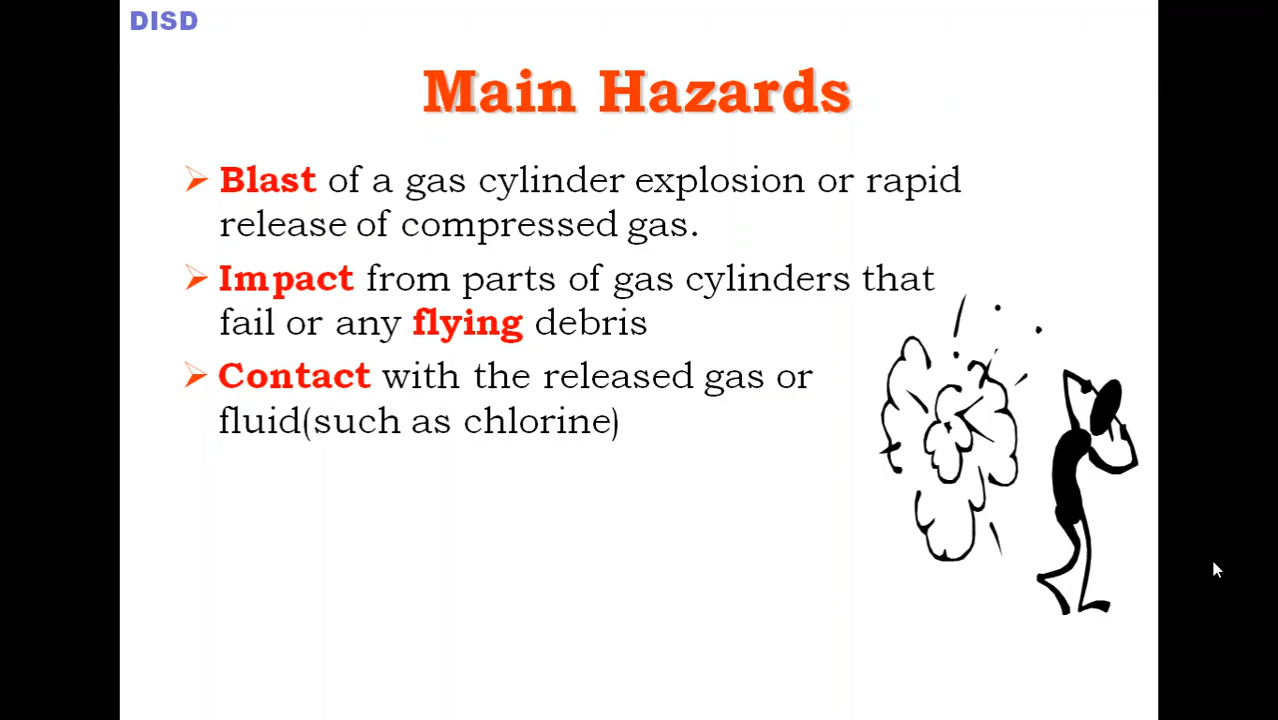 DISD
Main Hazards
Blast of a gas cylinder explosion or rapid
release of compressed gas.
Impact from parts of gas cylinders that
fail or any flying debris
Contact with the released gas or
fluid(such as chlorine)